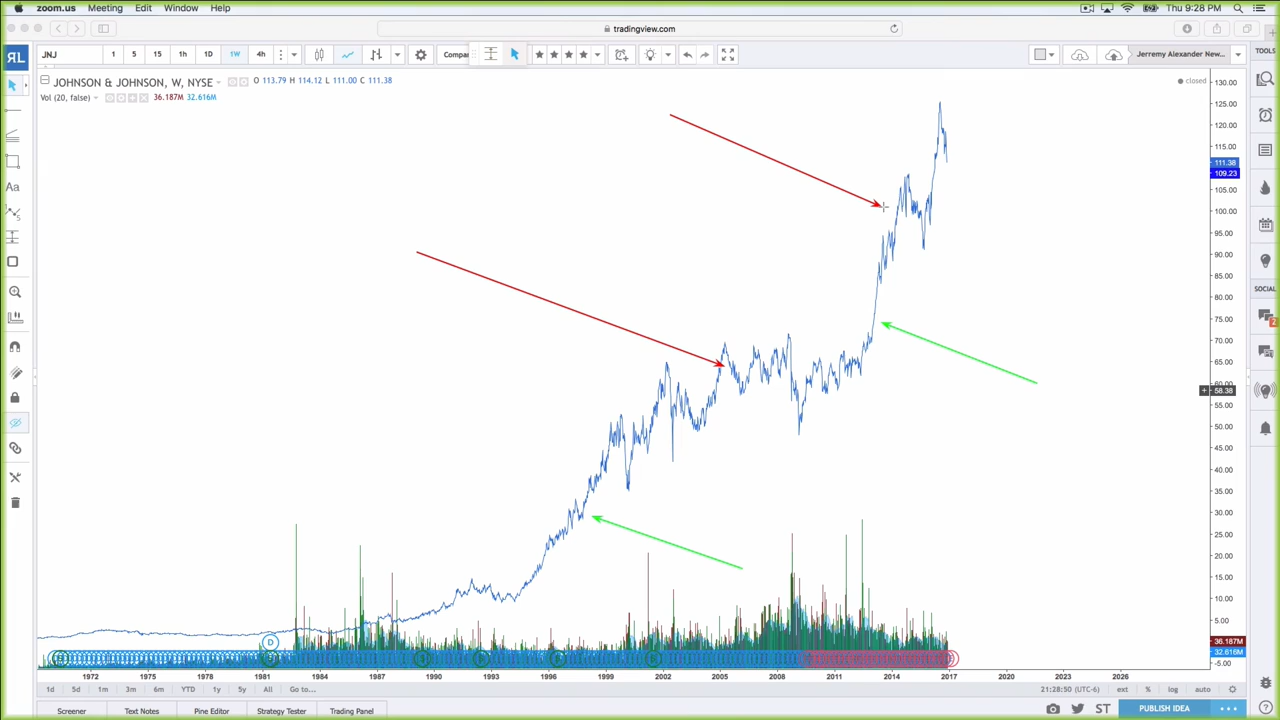 zoom.us Meeting Edit Window Help Thu 9:28 PM
tradingview.com
JNJ 1 5 15 1h 1D 1W 4h Compa Jerremy Alexander New...
TOOLS
JOHNSON & JOHNSON, W, NYSE O 113.79 H 114.12 L 111.00 C 111.38 closed
Vol (20, false) 36.187M 32.616M
130.00
125.00
120.00
115.00
111.38
109.23
105.00
100.00
95.00
90.00
85.00
SOCIAL
80.00
75.00
70.00
65.00
60.00
58.38
55.00
50.00
45.00
40.00
35.00
30.00
25.00
20.00
15.00
10.00
5.00
36.187M
32.616M
-5.00
1972 1975 1978 1981 1984 1987 1990 1993 1996 1999 2002 2005 2008 2011 2014 2017 2020 2023 2026
1d 5d 1m 3m 6m YTD 1y 5y All Go to... 21:28:50 (UTC-6) ext % log auto
Screener Text Notes Pine Editor Strategy Tester Trading Panel ST PUBLISH IDEA